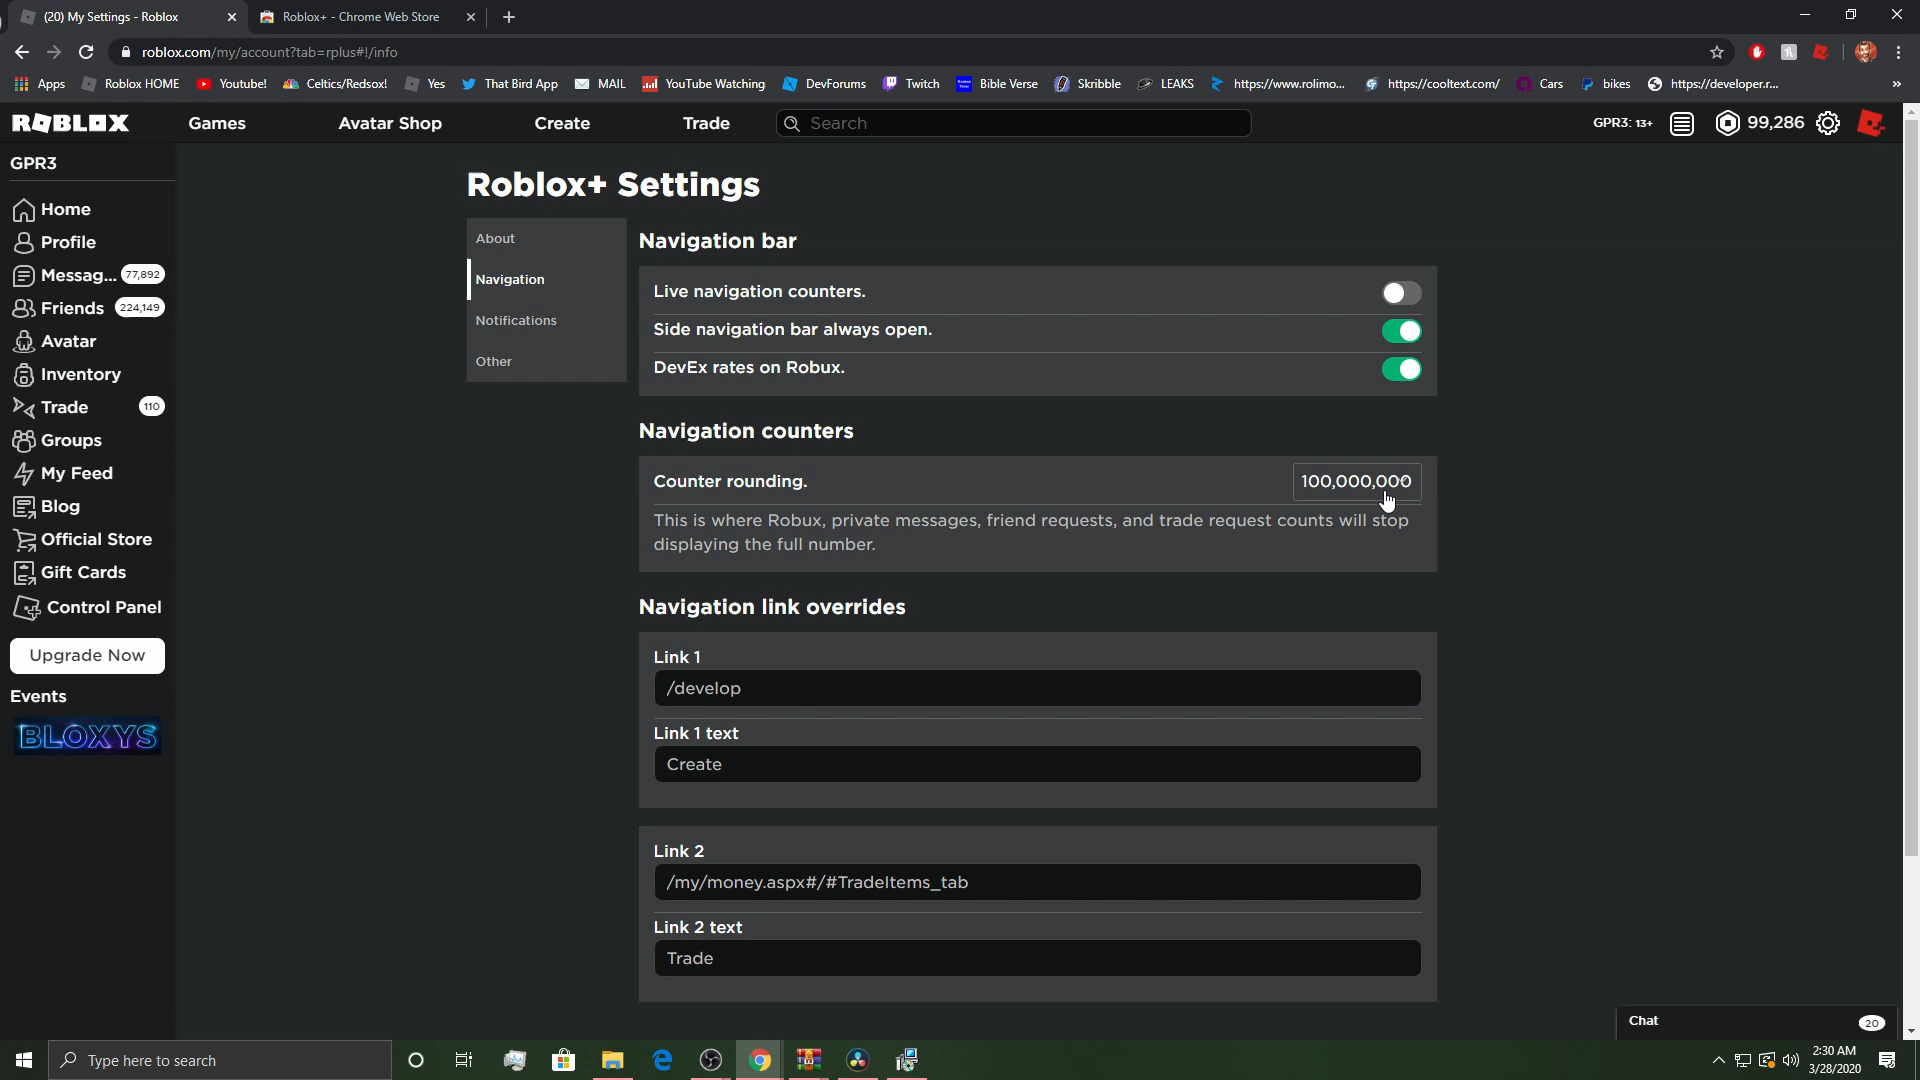 (20) My Settings - Roblox
Roblox+ - Chrome Web Store
roblox.com/my/account?tab=rplus#!/info
Apps
Roblox HOME
Youtube!
Celtics/Redsox!
Yes
That Bird App
MAIL
YouTube Watching
DevForums
Twitch
Bible Verse
Skribble
LEAKS
https://www.rolimo...
https://cooltext.com/
Cars
bikes
https://developer.r...
ROBLOX
Games
Avatar Shop
Create
Trade
Search
GPR3: 13+
99,286
GPR3
Home
Profile
Messag... 77,892
Friends 224,149
Avatar
Inventory
Trade 110
Groups
My Feed
Blog
Official Store
Gift Cards
Control Panel
Upgrade Now
Events
BLOXYS
Roblox+ Settings
About
Navigation
Notifications
Other
Navigation bar
Live navigation counters.
Side navigation bar always open.
DevEx rates on Robux.
Navigation counters
Counter rounding.
100,000,000
This is where Robux, private messages, friend requests, and trade request counts will stop
displaying the full number.
Navigation link overrides
Link 1
/develop
Link 1 text
Create
Link 2
/my/money.aspx#/#TradeItems_tab
Link 2 text
Trade
Chat
20
Type here to search
2:30 AM
3/28/2020